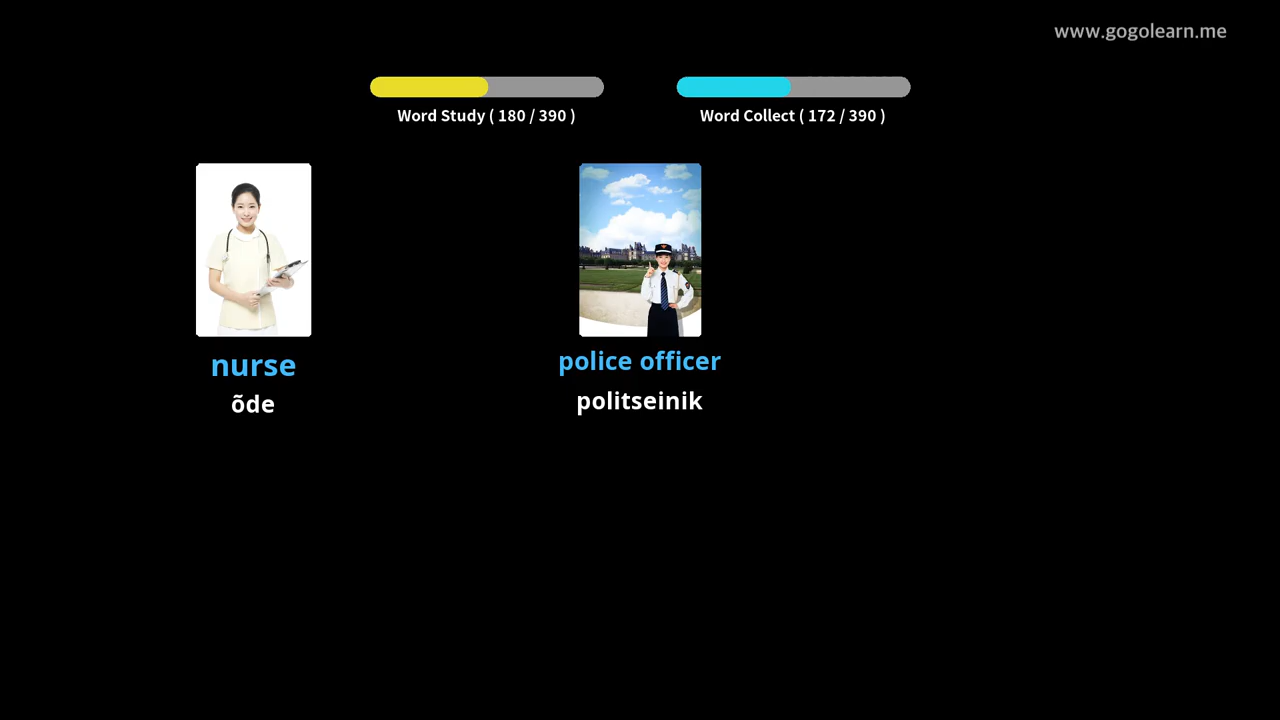 www.gogolearn.me
Word Study ( 180 / 390 )
Word Collect ( 172 / 390 )
nurse
õde
police officer
politseinik